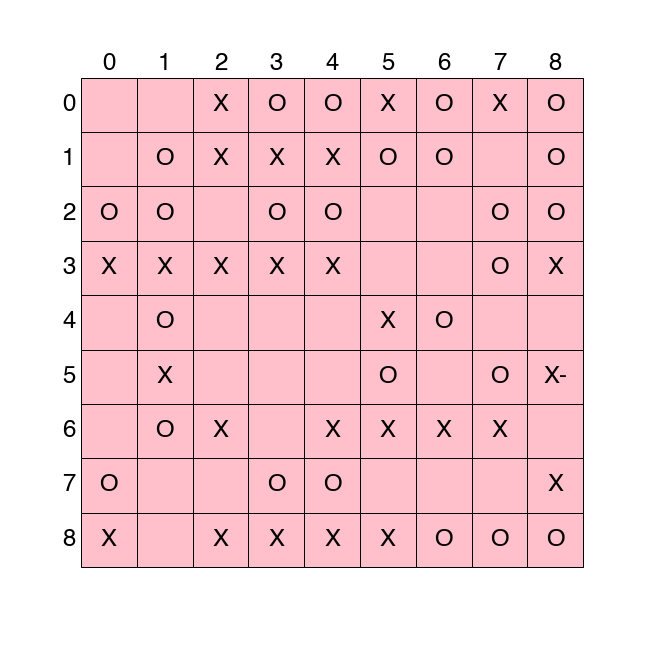 0 1 2 3 4 5 6 7 8
0 X O O X O X O
1 O X X X O O O
2 O O O O O O
3 X X X X X O X
4 O X O
5 X O O X-
6 O X X X X X
7 O O O X
8 X X X X X O O O